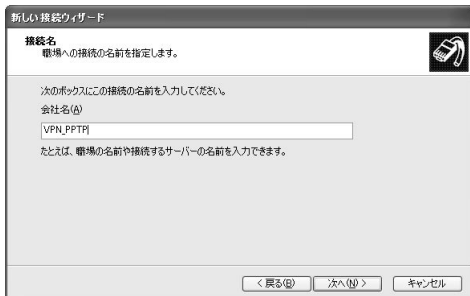 新しい接続ウィザード
接続名
職場への接続の名前を指定します。
次のボックスにこの接続の名前を入力してください。
会社名(A)
VPN_PPTP
たとえば、職場の名前や接続するサーバーの名前を入力できます。
< 戻る(B) 次へ(N) > キャンセル